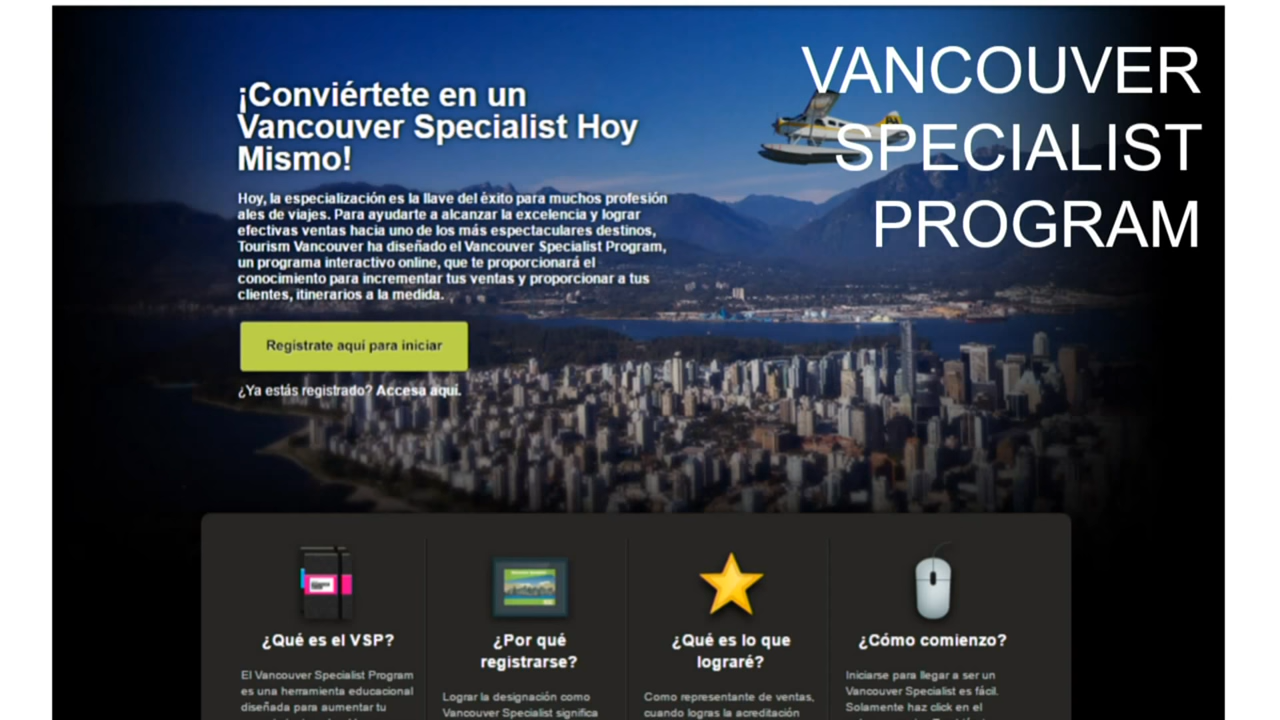 VANCOUVER
SPECIALIST
PROGRAM
¡Conviértete en un
Vancouver Specialist Hoy
Mismo!
Hoy, la especialización es la llave del éxito para muchos profesión
ales de viajes. Para ayudarte a alcanzar la excelencia y lograr
efectivas ventas hacia uno de los más espectaculares destinos,
Tourism Vancouver ha diseñado el Vancouver Specialist Program,
un programa interactivo online, que te proporcionará el
conocimiento para incrementar tus ventas y proporcionar a tus
clientes, itinerarios a la medida.
Regístrate aquí para iniciar
¿Ya estás registrado? Accesa aquí.
¿Qué es el VSP?
El Vancouver Specialist Program
es una herramienta educacional
diseñada para aumentar tu
¿Por qué
registrarse?
Lograr la designación como
Vancouver Specialist significa
¿Qué es lo que
lograré?
Como representante de ventas,
cuando logras la acreditación
¿Cómo comienzo?
Iniciarse para llegar a ser un
Vancouver Specialist es fácil.
Solamente haz click en el